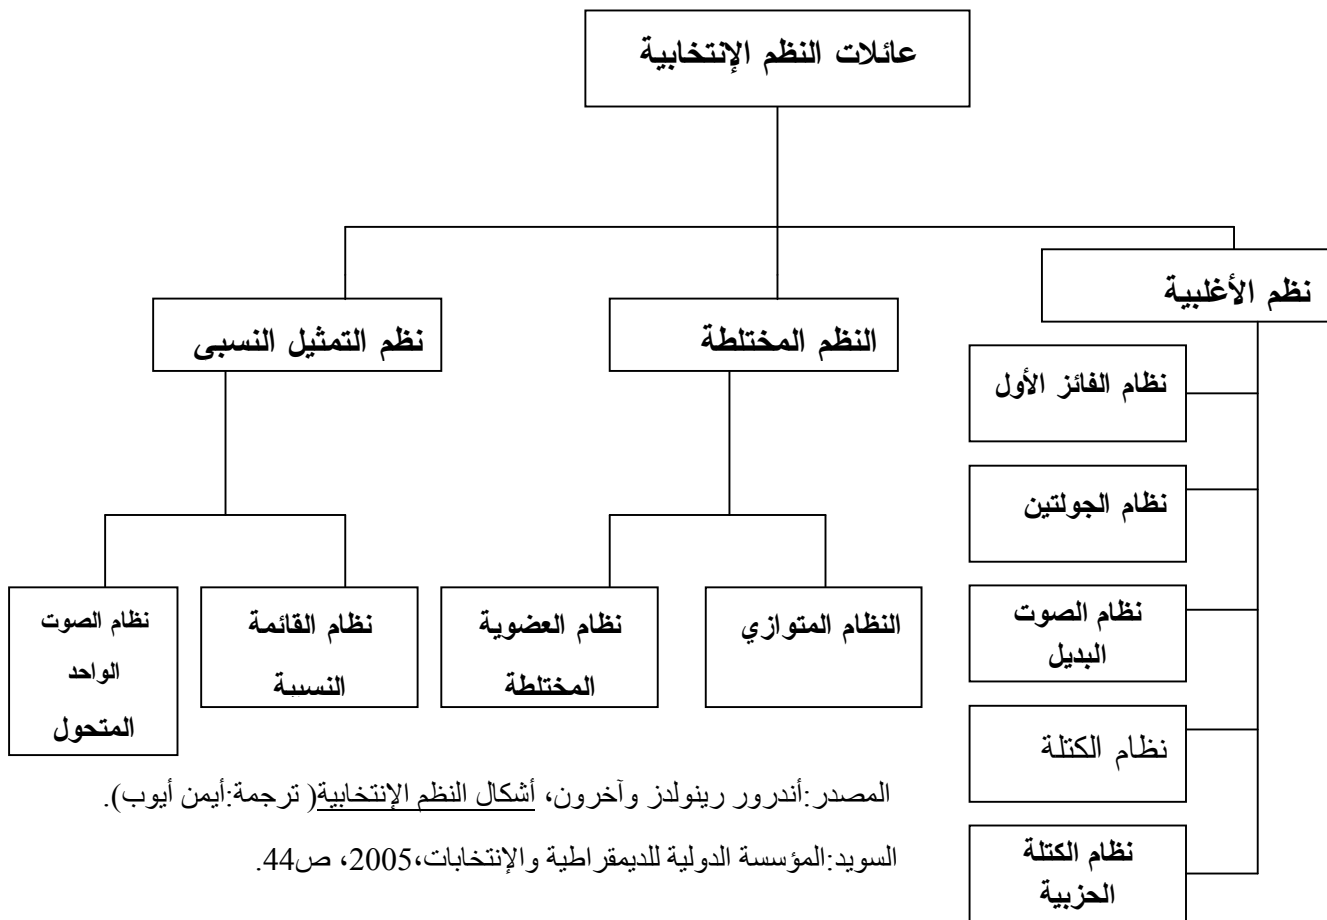 عائلات النظم الإنتخابية
نظم الأغلبية
النظم المختلطة
نظم التمثيل النسبى
نظام الفائز الأول
نظام الجولتين
نظام الصوت
البديل
نظام الكتلة
نظام الكتلة
الحزبية
النظام المتوازي
نظام العضوية
المختلطة
نظام القائمة
النسبية
نظام الصوت
الواحد
المتحول
المصدر:أندرور رينولدز وآخرون، أشكال النظم الإنتخابية( ترجمة:أيمن أيوب).
السويد:المؤسسة الدولية للديمقراطية والإنتخابات،2005، ص44.